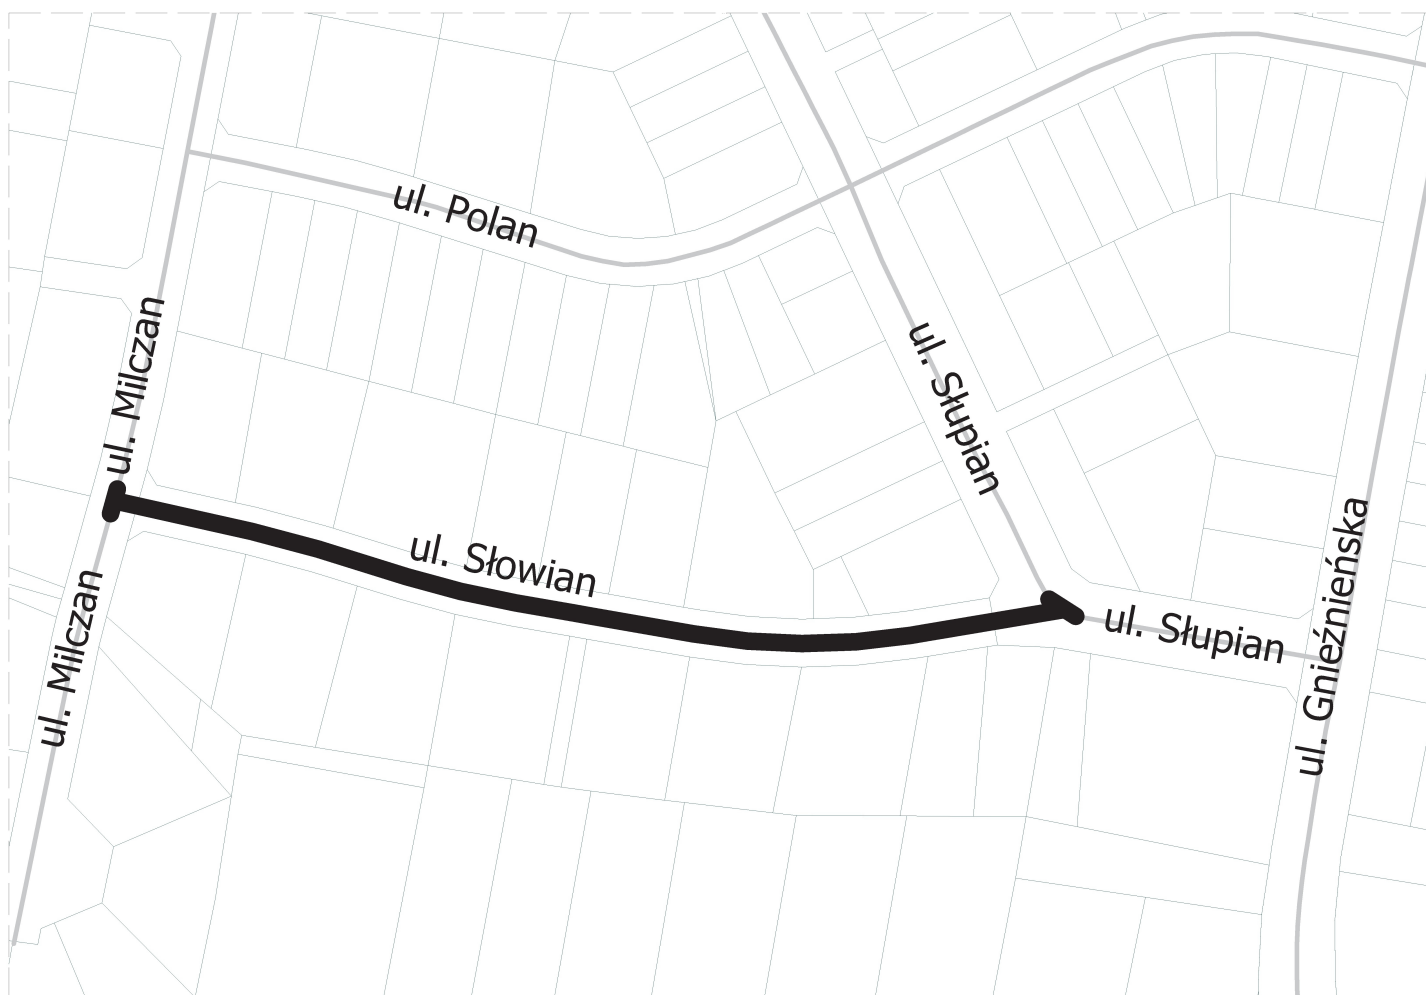 ul. Polan
ul. Milczan
ul. Słupian
ul. Słowian
ul. Milczan
ul. Słupian
ul. Gnieźnieńska